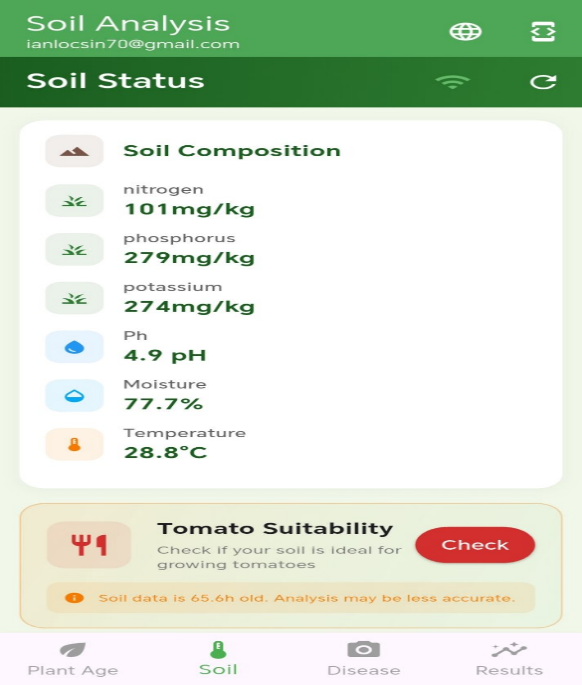 Soil Analysis
ianlocsin70@gmail.com
Soil Status
Soil Composition
nitrogen
101mg/kg
phosphorus
279mg/kg
potassium
274mg/kg
Ph
4.9 pH
Moisture
77.7%
Temperature
28.8°C
Tomato Suitability
Check if your soil is ideal for
growing tomatoes
Check
Soil data is 65.6h old. Analysis may be less accurate.
Plant Age
Soil
Disease
Results